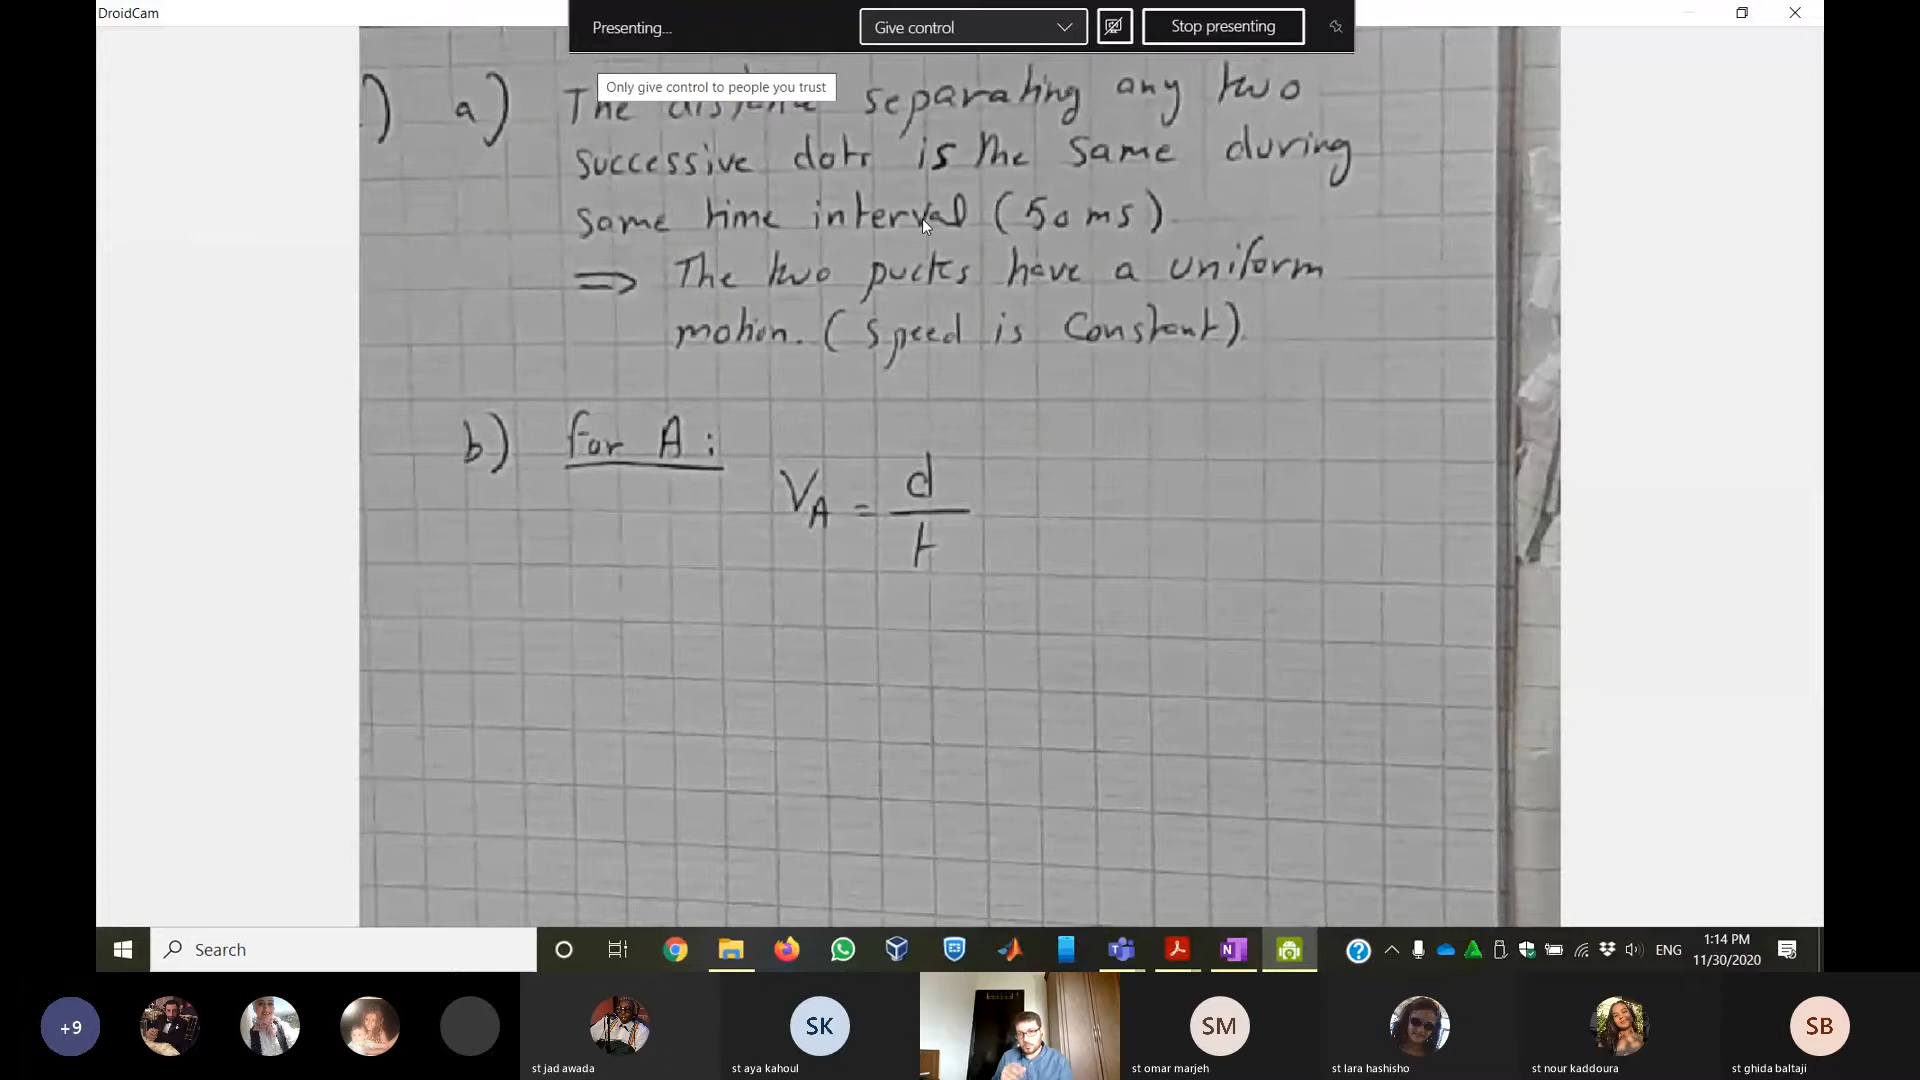 DroidCam
Presenting...
Give control
Stop presenting
Only give control to people you trust
) a) The distance separating any two
successive dots is the same during
same time interval (50 ms).
⇒ The two pucks have a uniform
motion. (speed is constant).
b) for A :
V_A = d / t
Search
ENG
1:14 PM
11/30/2020
+9
st jad awada
SK
st aya kahoul
SM
st omar marjeh
st lara hashisho
st nour kaddoura
SB
st ghida baltaji